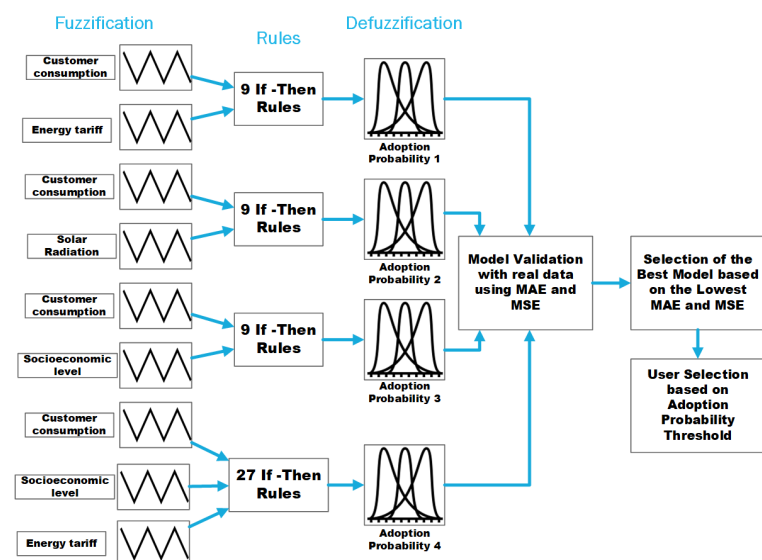 Fuzzification
Rules
Defuzzification
Customer
consumption
Energy tariff
9 If -Then
Rules
Adoption
Probability 1
Customer
consumption
Solar
Radiation
9 If -Then
Rules
Adoption
Probability 2
Customer
consumption
Socioeconomic
level
9 If -Then
Rules
Adoption
Probability 3
Customer
consumption
Socioeconomic
level
Energy tariff
27 If -Then
Rules
Adoption
Probability 4
Model Validation
with real data
using MAE and
MSE
Selection of the
Best Model based
on the Lowest
MAE and MSE
User Selection
based on
Adoption
Probability
Threshold